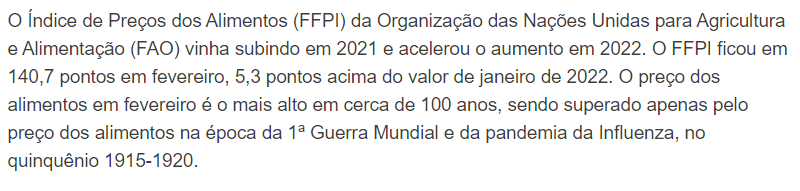 O Índice de Preços dos Alimentos (FFPI) da Organização das Nações Unidas para Agricultura
e Alimentação (FAO) vinha subindo em 2021 e acelerou o aumento em 2022. O FFPI ficou em
140,7 pontos em fevereiro, 5,3 pontos acima do valor de janeiro de 2022. O preço dos
alimentos em fevereiro é o mais alto em cerca de 100 anos, sendo superado apenas pelo
preço dos alimentos na época da 1ª Guerra Mundial e da pandemia da Influenza, no
quinquênio 1915-1920.